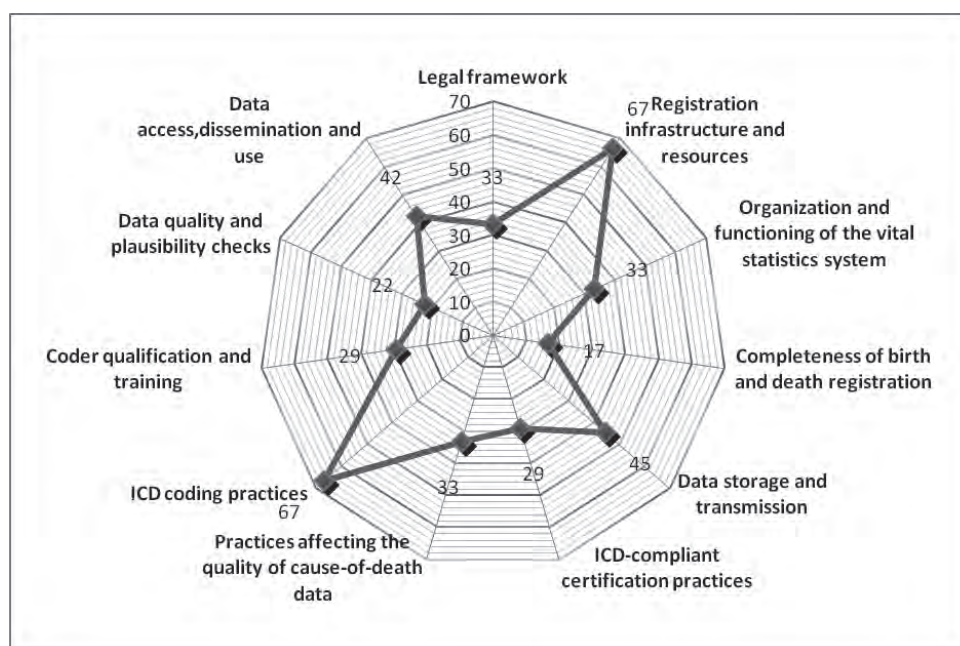 Legal framework
Data
access,dissemination and
use
67
Registration
infrastructure and
resources
70
60
50
40
30
20
10
0
42
33
Data quality and
plausibility checks
Organization and
functioning of the vital
statistics system
22
33
Coder qualification and
training
29
17
Completeness of birth
and death registration
ICD coding practices
67
33
29
45
Data storage and
transmission
Practices affecting the
quality of cause-of-death
data
ICD-compliant
certification practices